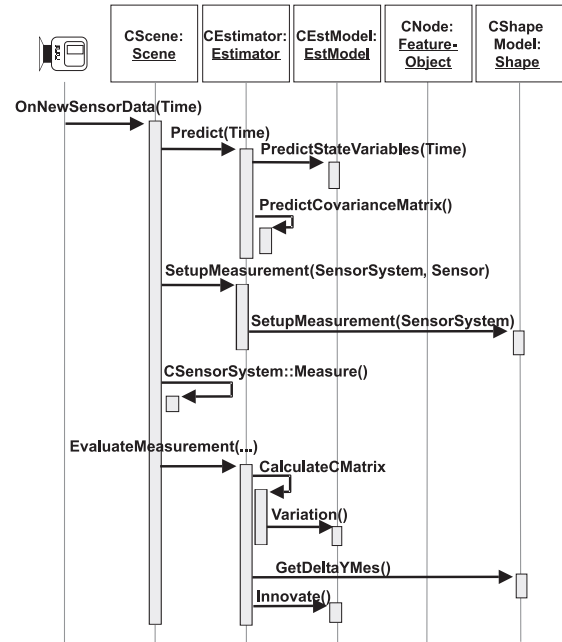 CScene:
Scene
CEstimator:
Estimator
CEstModel:
EstModel
CNode:
Feature-
Object
CShape
Model:
Shape
OnNewSensorData(Time)
Predict(Time)
PredictStateVariables(Time)
PredictCovarianceMatrix()
SetupMeasurement(SensorSystem, Sensor)
SetupMeasurement(SensorSystem)
CSensorSystem::Measure()
EvaluateMeasurement(...)
CalculateCMatrix
Variation()
GetDeltaYMes()
Innovate()